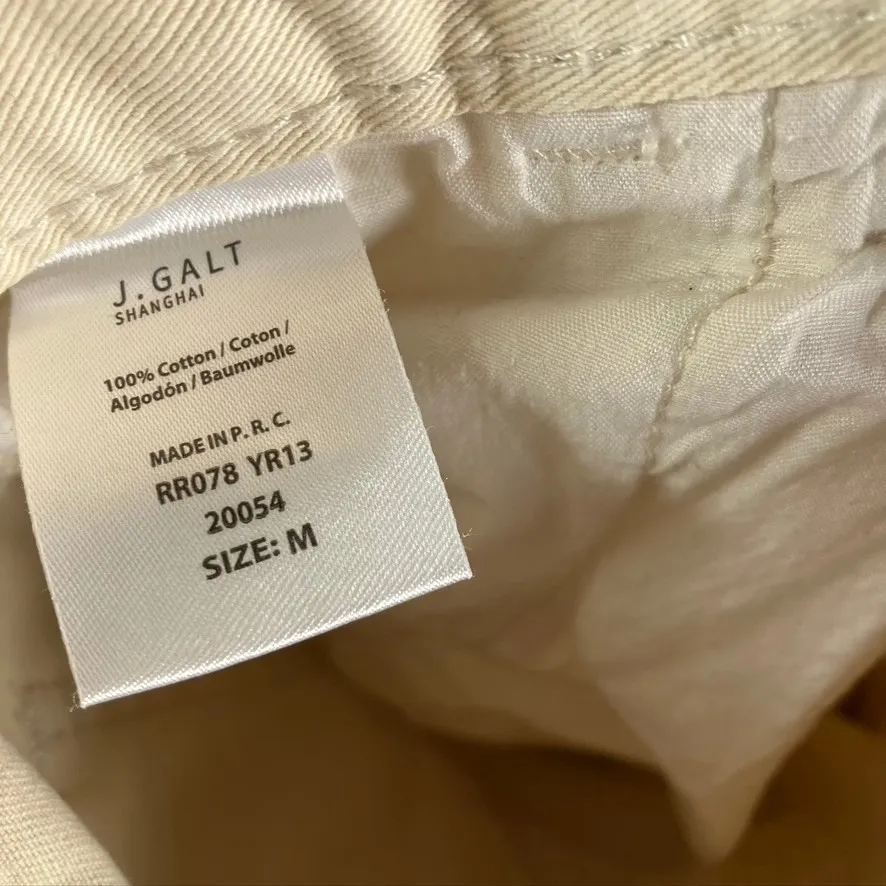 J.GALT
SHANGHAI
100% Cotton / Coton /
Algodón / Baumwolle
MADE IN P. R. C.
RR078 YR13
20054
SIZE: M